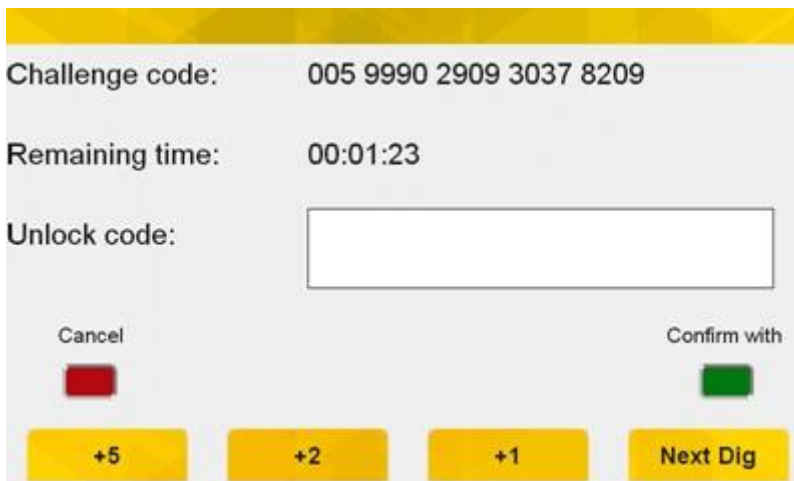 Challenge code: 005 9990 2909 3037 8209
Remaining time: 00:01:23
Unlock code:
Cancel Confirm with
+5 +2 +1 Next Dig